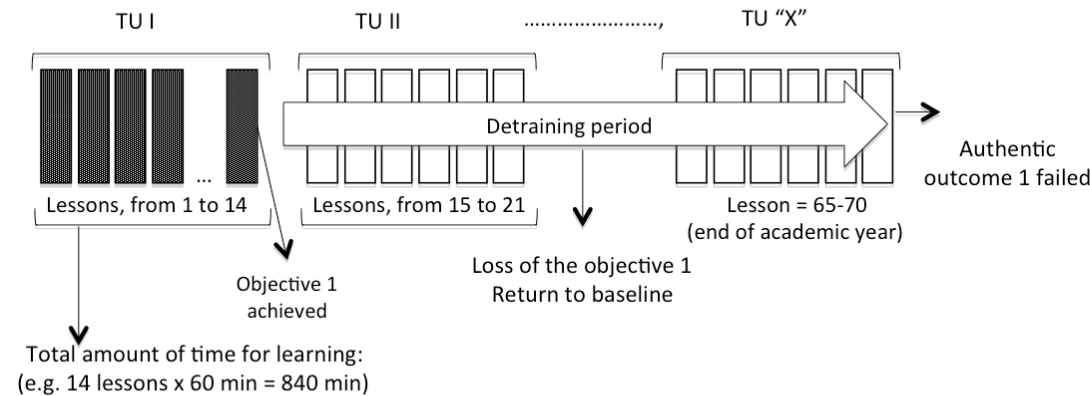 TU I
TU II
……………………,
TU “X”
Detraining period
...
Lessons, from 1 to 14
Lessons, from 15 to 21
Lesson = 65-70
(end of academic year)
Authentic
outcome 1 failed
Objective 1
achieved
Loss of the objective 1
Return to baseline
Total amount of time for learning:
(e.g. 14 lessons x 60 min = 840 min)